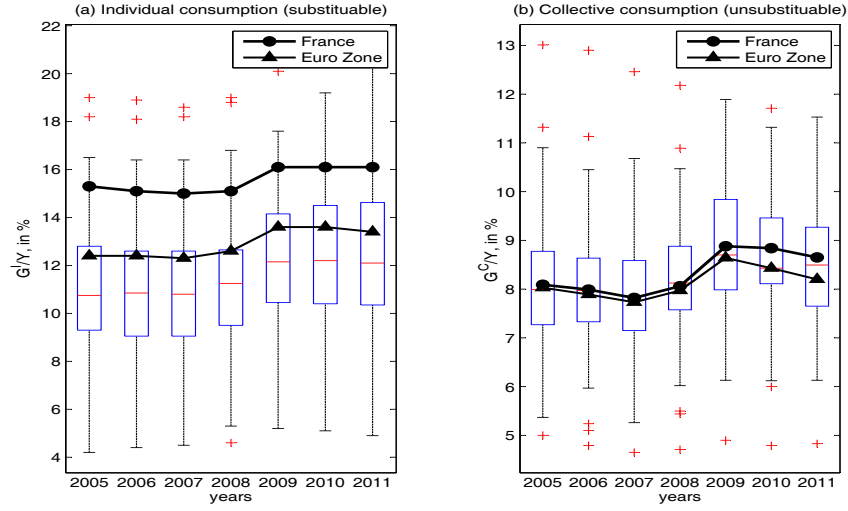 (a) Individual consumption (substituable)
22
20
18
16
14
12
10
8
6
4
G^I/Y, in %
France
Euro Zone
2005 2006 2007 2008 2009 2010 2011
years
(b) Collective consumption (unsubstituable)
13
12
11
10
9
8
7
6
5
G^C/Y, in %
France
Euro Zone
2005 2006 2007 2008 2009 2010 2011
years